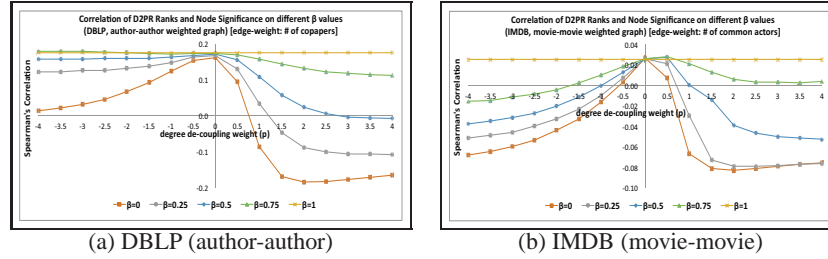 Correlation of D2PR Ranks and Node Significance on different β values
(DBLP, author-author weighted graph) [edge-weight: # of copapers]
0.2
0.1
0.0
-0.1
-0.2
-4 -3.5 -3 -2.5 -2 -1.5 -1 -0.5 0 0.5 1 1.5 2 2.5 3 3.5 4
Spearman's Correlation
degree de-coupling weight (p)
β=0 β=0.25 β=0.5 β=0.75 β=1
(a) DBLP (author-author)
Correlation of D2PR Ranks and Node Significance on different β values
(IMDB, movie-movie weighted graph) [edge-weight: # of common actors]
0.04
0.02
0.00
-0.02
-0.04
-0.06
-0.08
-0.10
-4 -3.5 -3 -2.5 -2 -1.5 -1 -0.5 0 0.5 1 1.5 2 2.5 3 3.5 4
Spearman's Correlation
degree de-coupling weight (p)
β=0 β=0.25 β=0.5 β=0.75 β=1
(b) IMDB (movie-movie)